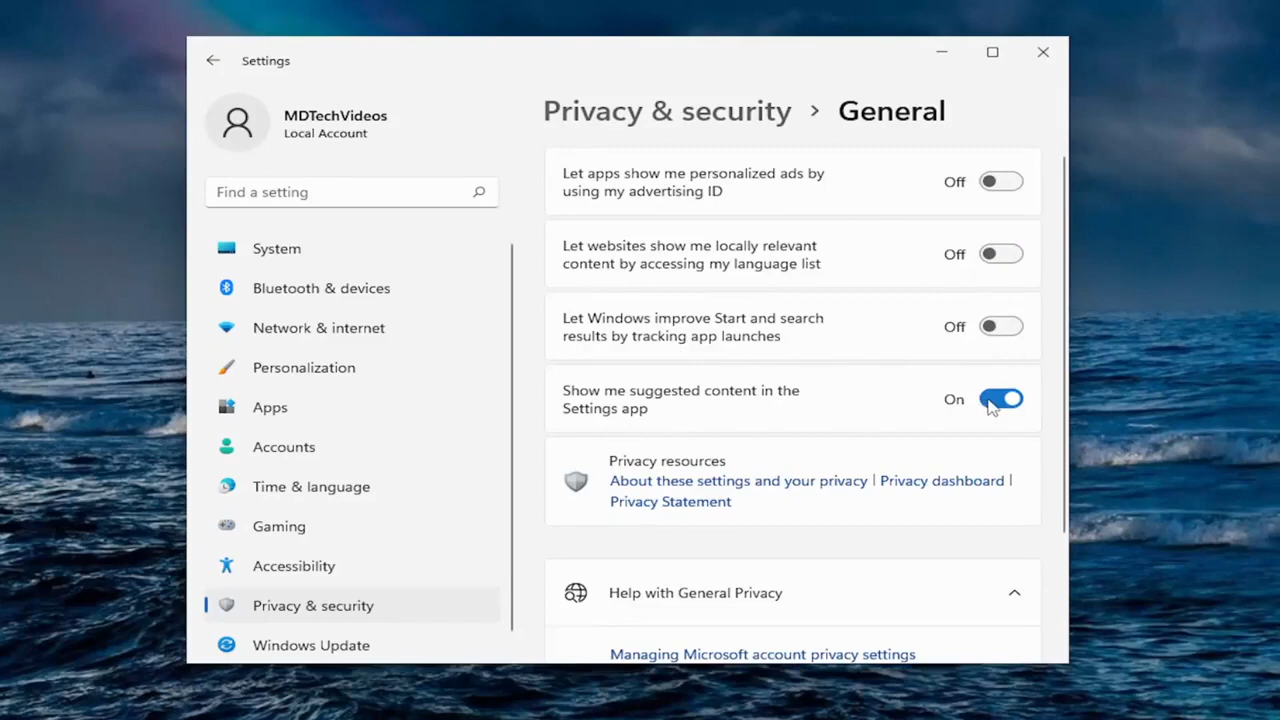 Settings
MDTechVideos
Local Account
Find a setting
System
Bluetooth & devices
Network & internet
Personalization
Apps
Accounts
Time & language
Gaming
Accessibility
Privacy & security
Windows Update
Privacy & security > General
Let apps show me personalized ads by
using my advertising ID
Off
Let websites show me locally relevant
content by accessing my language list
Off
Let Windows improve Start and search
results by tracking app launches
Off
Show me suggested content in the
Settings app
On
Privacy resources
About these settings and your privacy | Privacy dashboard |
Privacy Statement
Help with General Privacy
Managing Microsoft account privacy settings